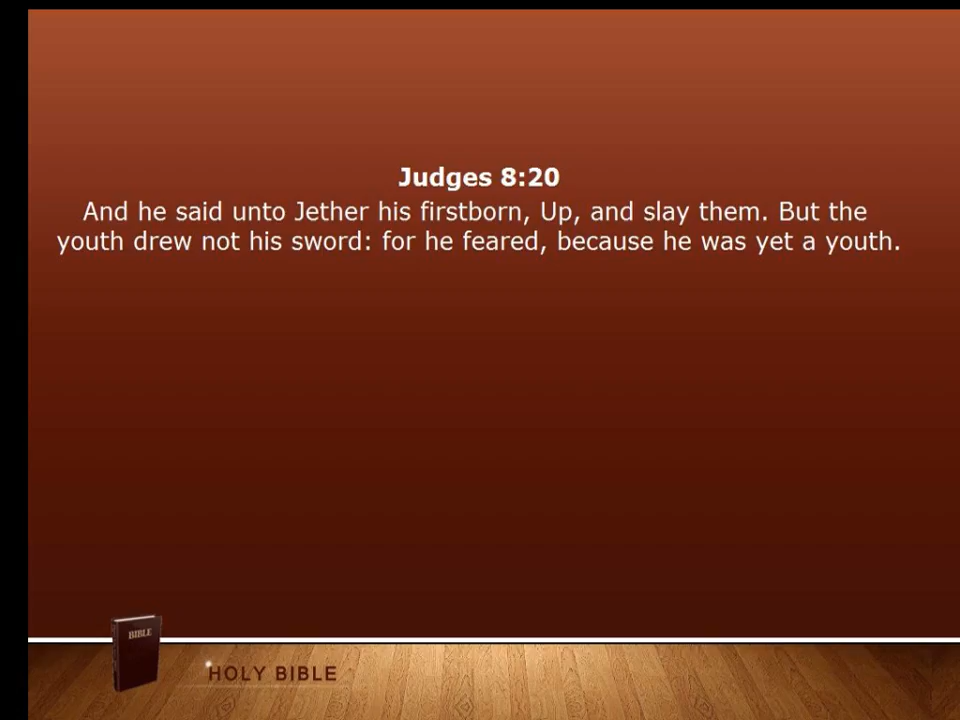 Judges 8:20
And he said unto Jether his firstborn, Up, and slay them. But the
youth drew not his sword: for he feared, because he was yet a youth.
BIBLE
HOLY BIBLE